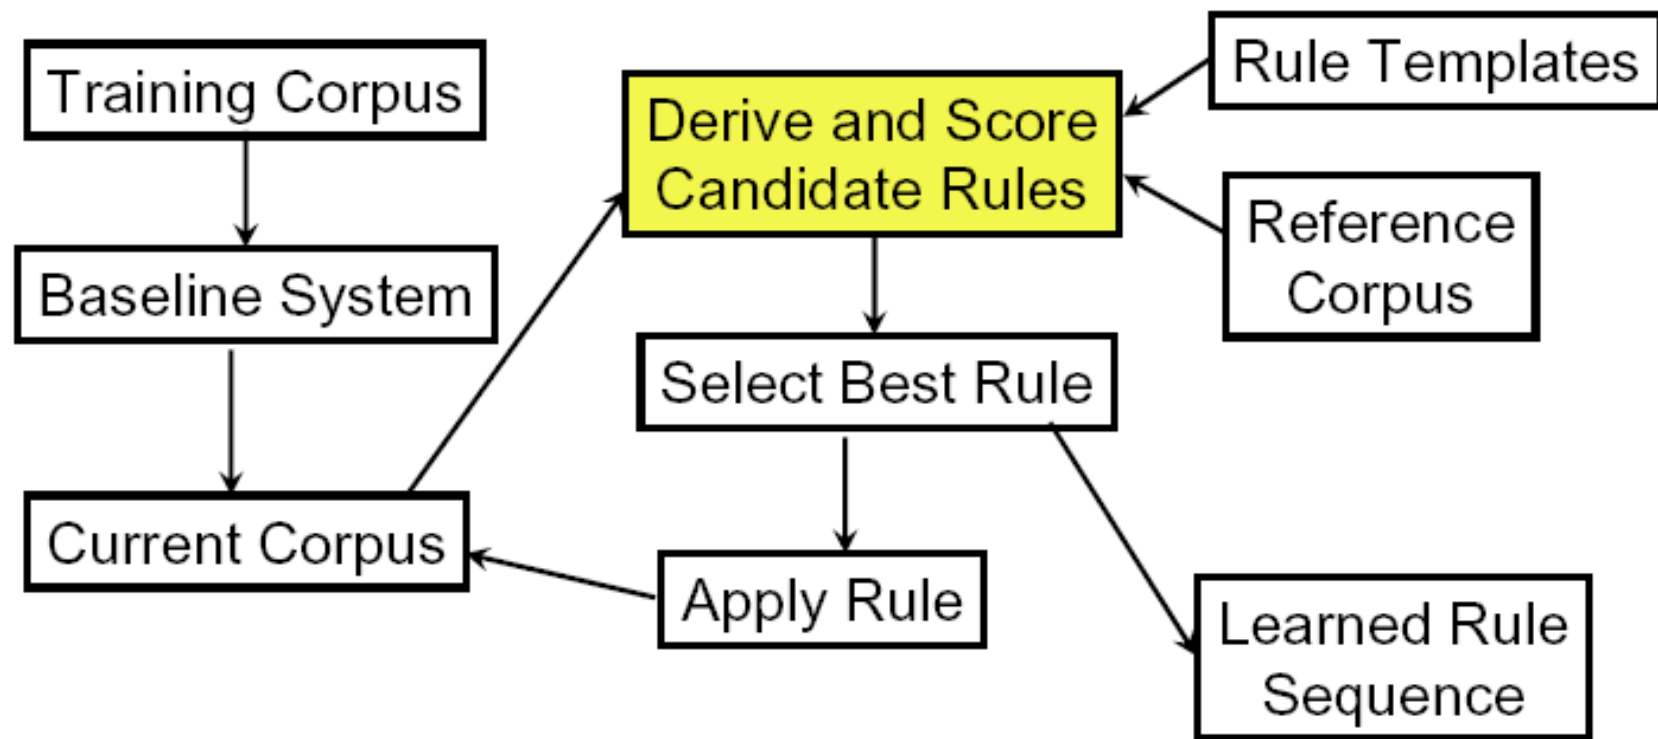 Training Corpus
Baseline System
Current Corpus
Derive and Score
Candidate Rules
Select Best Rule
Apply Rule
Rule Templates
Reference
Corpus
Learned Rule
Sequence